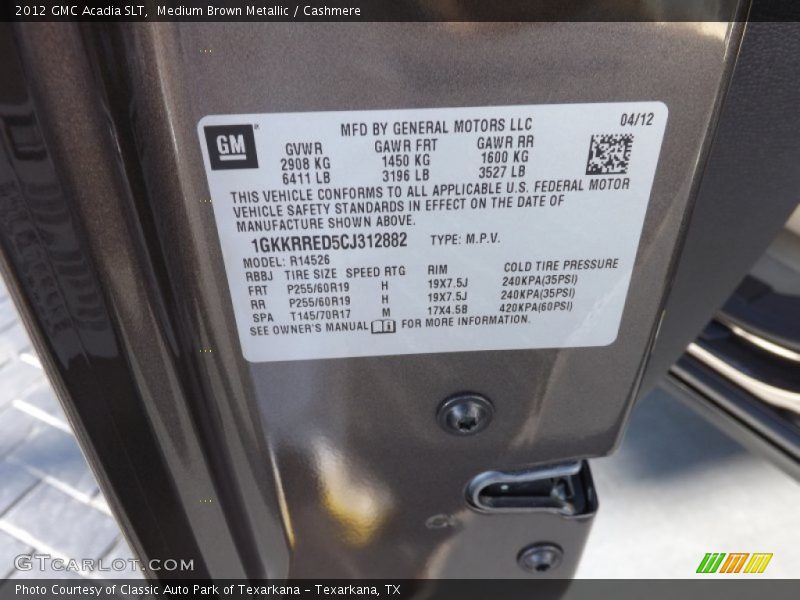 2012 GMC Acadia SLT, Medium Brown Metallic / Cashmere
GM
MFD BY GENERAL MOTORS LLC
04/12
GVWR GAWR FRT GAWR RR
2908 KG 1450 KG 1600 KG
6411 LB 3196 LB 3527 LB
THIS VEHICLE CONFORMS TO ALL APPLICABLE U.S. FEDERAL MOTOR
VEHICLE SAFETY STANDARDS IN EFFECT ON THE DATE OF
MANUFACTURE SHOWN ABOVE.
1GKKRRED5CJ312882 TYPE: M.P.V.
MODEL: R14526
RBBJ TIRE SIZE SPEED RTG RIM COLD TIRE PRESSURE
FRT P255/60R19 H 19X7.5J 240KPA(35PSI)
RR P255/60R19 H 19X7.5J 240KPA(35PSI)
SPA T145/70R17 M 17X4.5B 420KPA(60PSI)
SEE OWNER'S MANUAL FOR MORE INFORMATION.
GTCARLOT.COM
Photo Courtesy of Classic Auto Park of Texarkana - Texarkana, TX